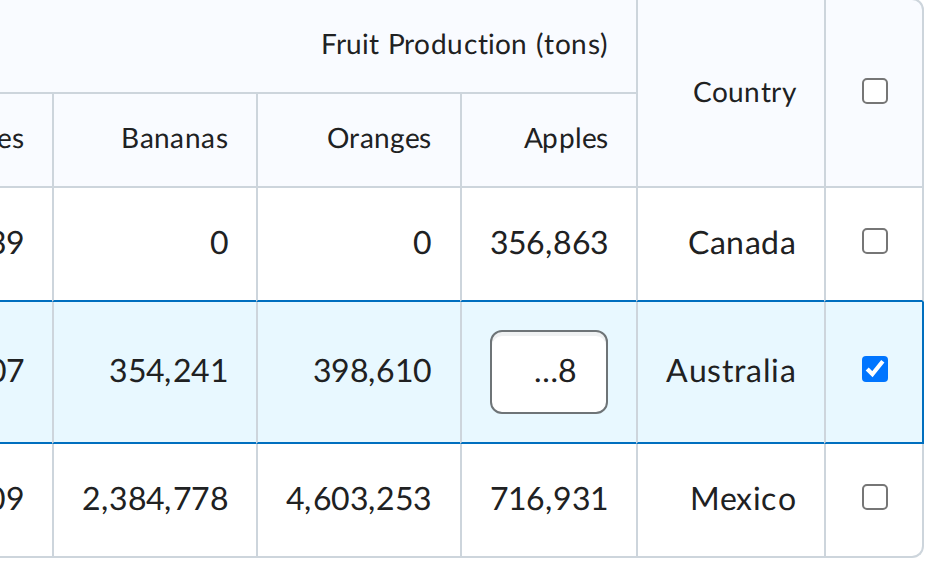 Fruit Production (tons)
Country
es Bananas Oranges Apples
39 0 0 356,863 Canada
07 354,241 398,610 ...8 Australia
09 2,384,778 4,603,253 716,931 Mexico